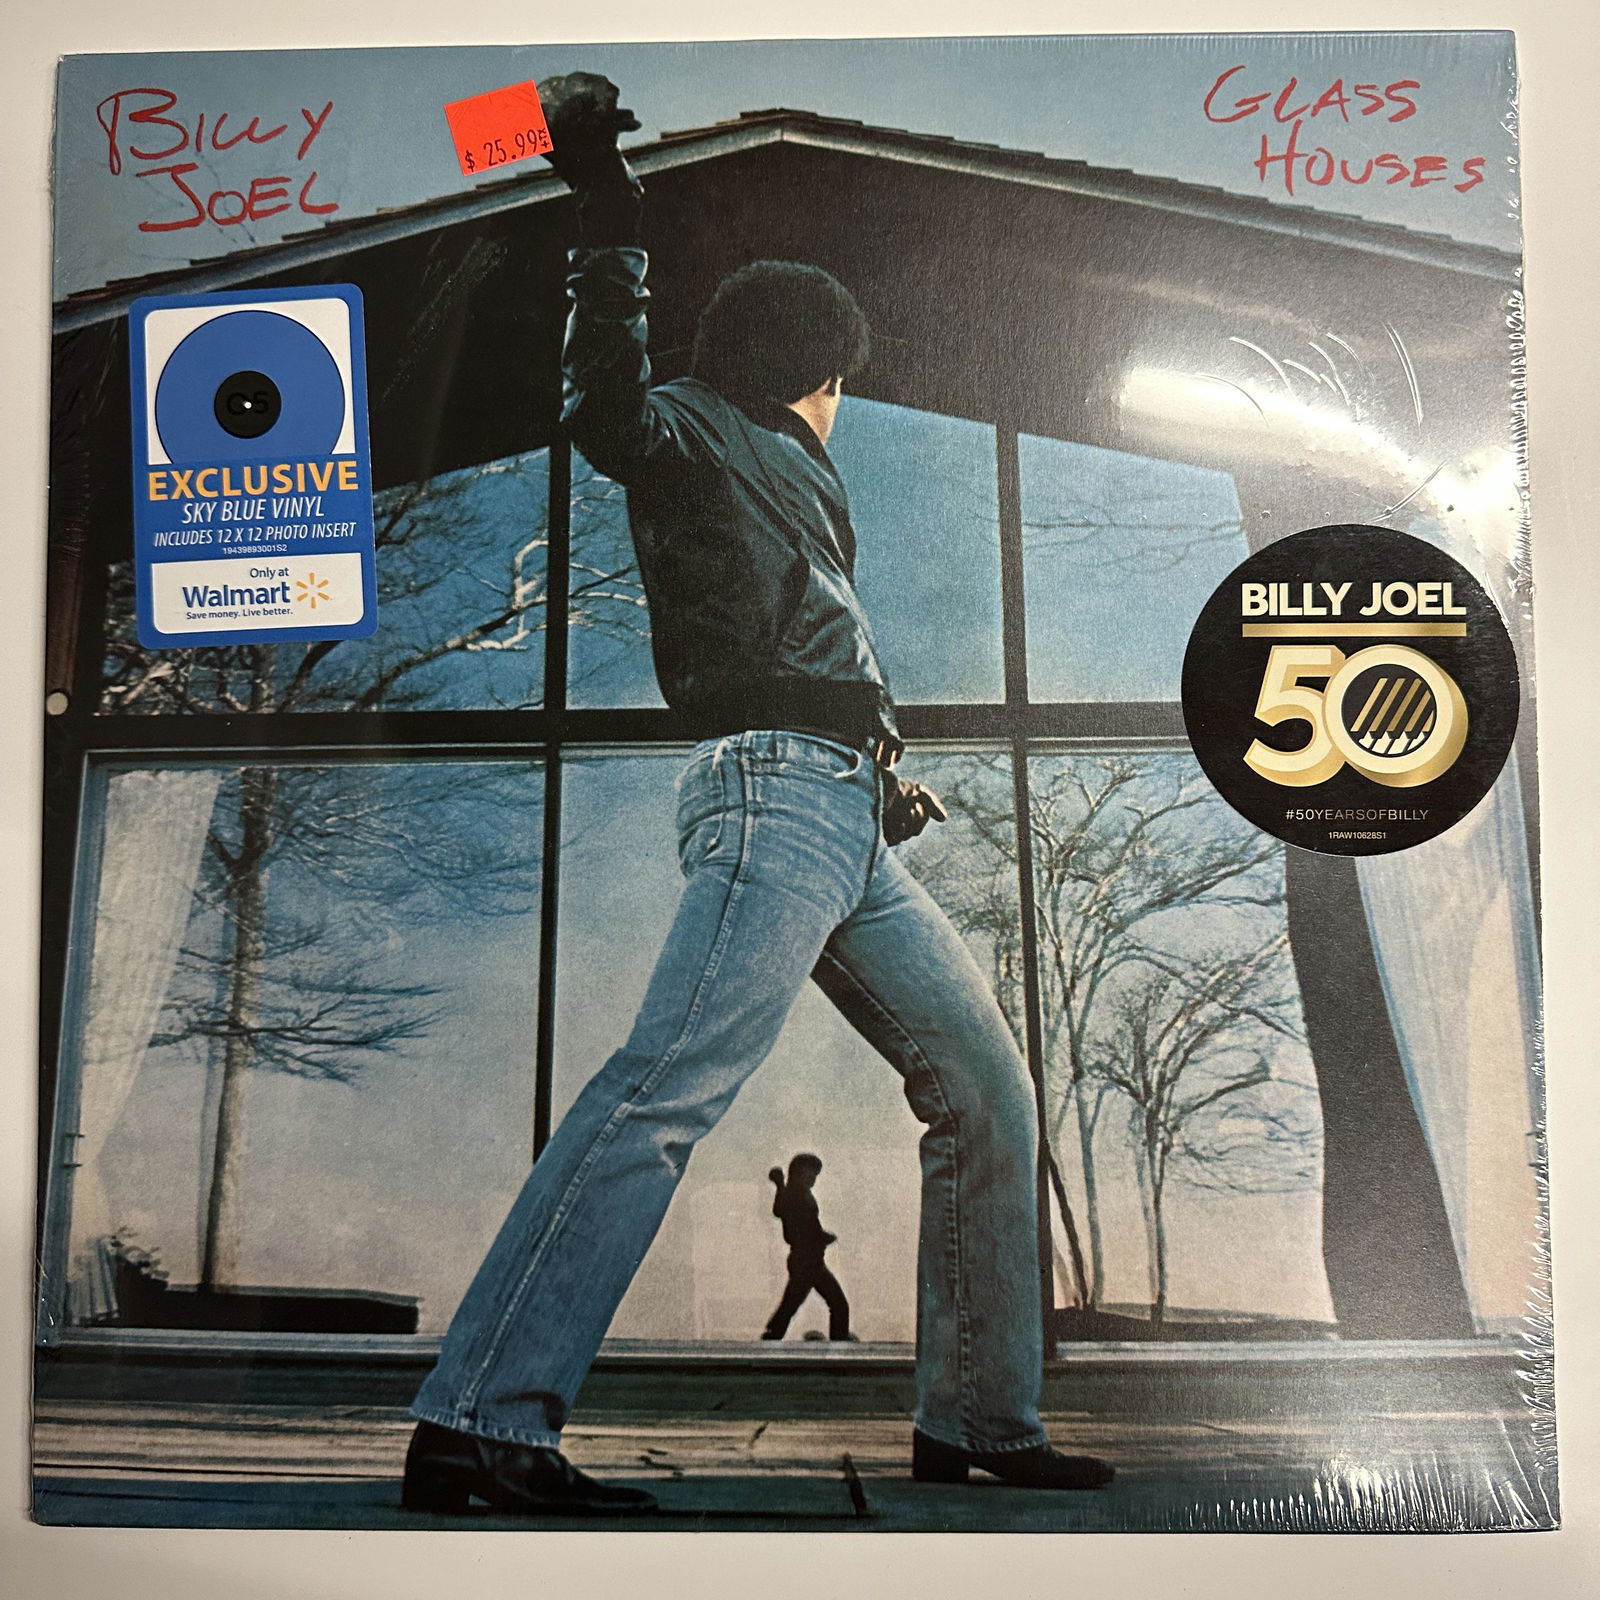 BILLY
JOEL
$ 25.99
GLASS
HOUSES
EXCLUSIVE
SKY BLUE VINYL
INCLUDES 12 X 12 PHOTO INSERT
19439893001S2
Only at
Walmart
Save money. Live better.
BILLY JOEL
50
#50YEARSOFBILLY
1RAW10628S1